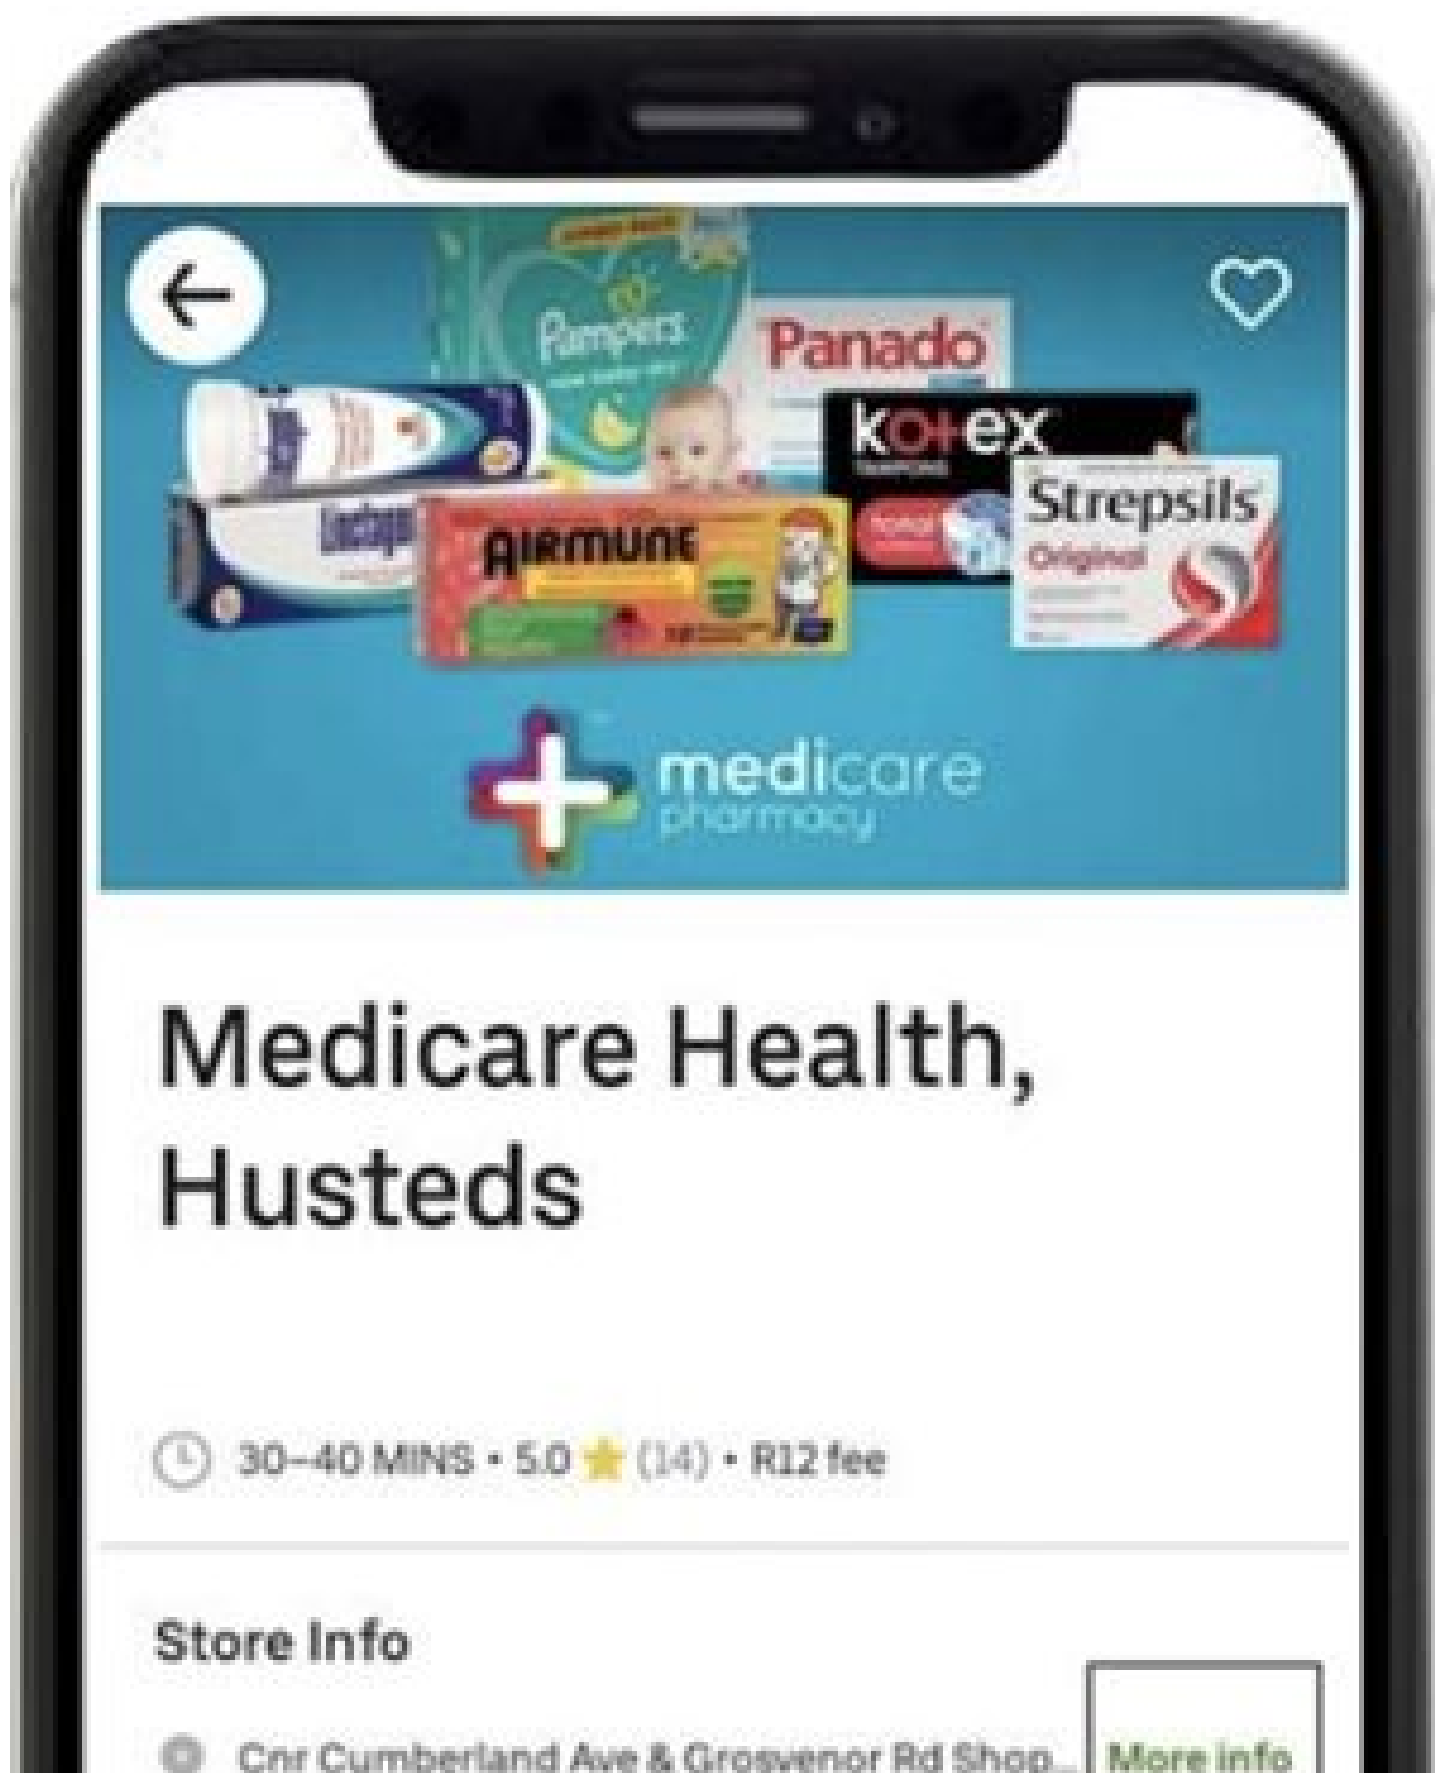 Pampers
Panado
kotex
Strepsils
Original
AIRMUNE
medicare
pharmacy
Medicare Health,
Husteds
30–40 MINS • 5.0 (14) • R12 fee
Store Info
Cnr Cumberland Ave & Grosvenor Rd Shop...
More info